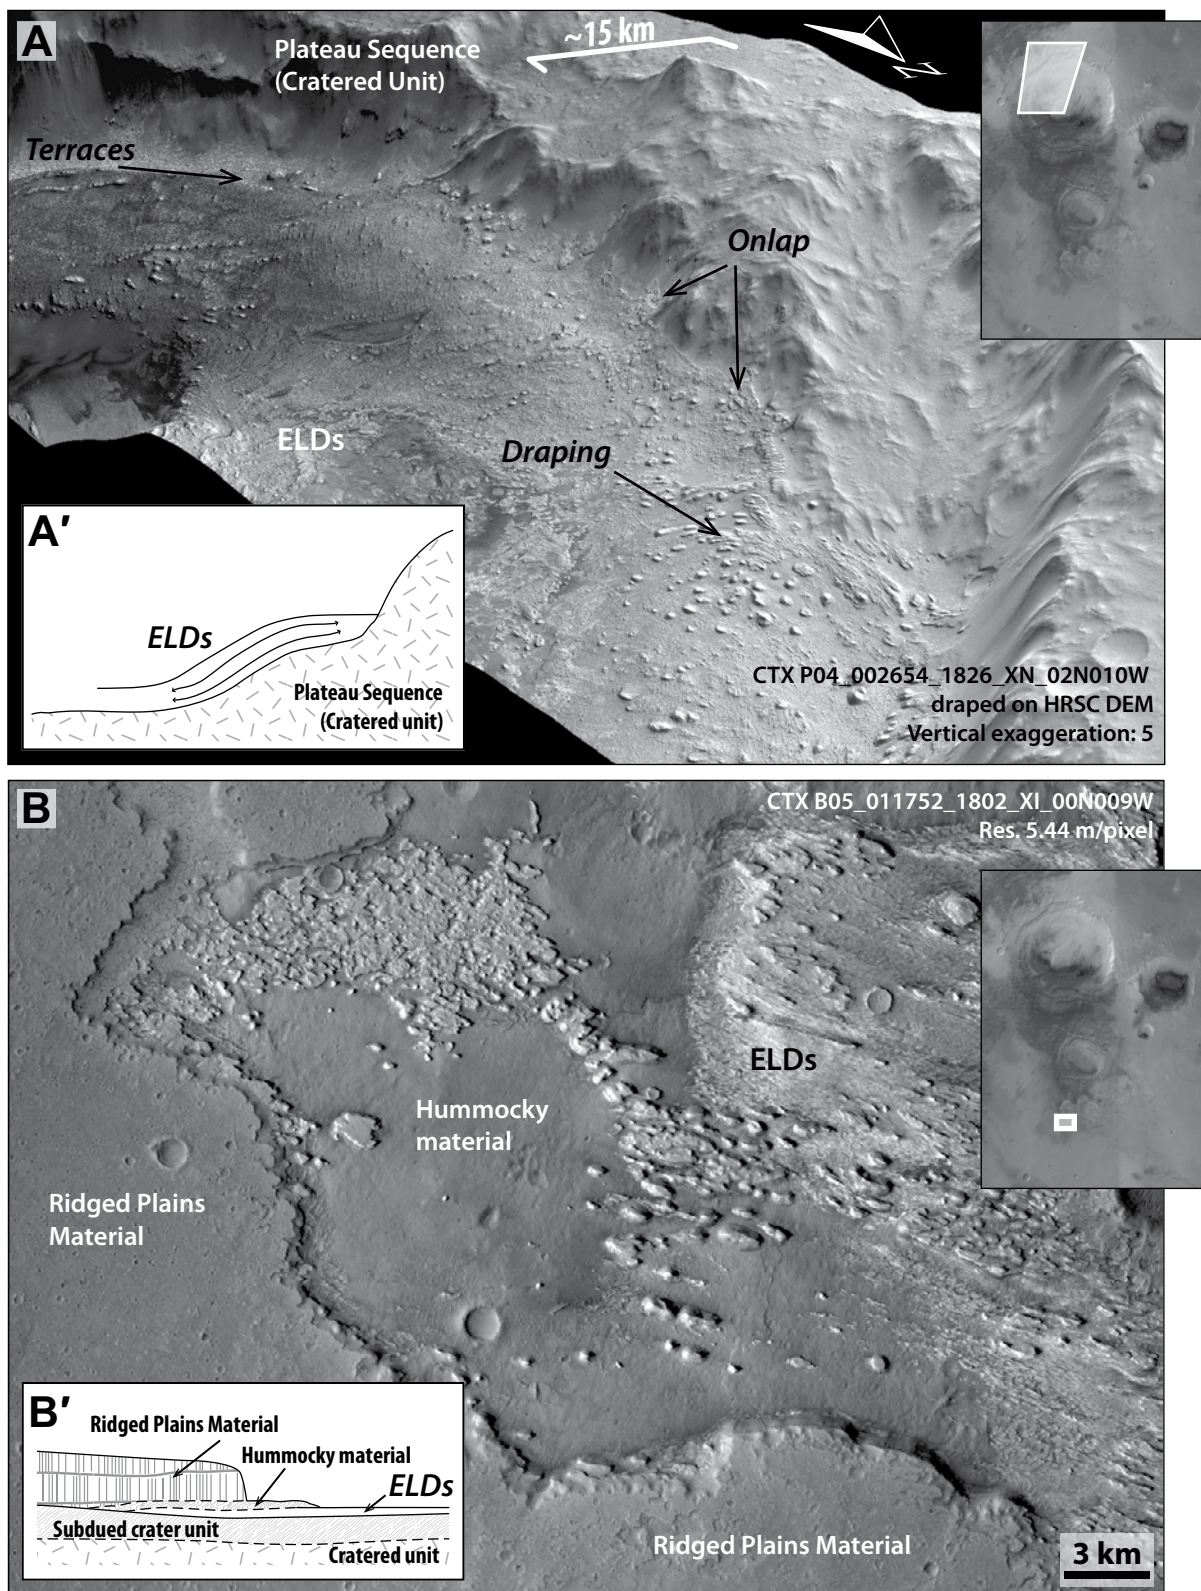 A
Plateau Sequence
(Cratered Unit)
~15 km
N
Terraces
Onlap
ELDs
Draping
A'
ELDs
Plateau Sequence
(Cratered unit)
CTX P04_002654_1826_XN_02N010W
draped on HRSC DEM
Vertical exaggeration: 5
B
CTX B05_011752_1802_XI_00N009W
Res. 5.44 m/pixel
ELDs
Hummocky
material
Ridged Plains
Material
B'
Ridged Plains Material
Hummocky material
ELDs
Subdued crater unit
Cratered unit
Ridged Plains Material
3 km